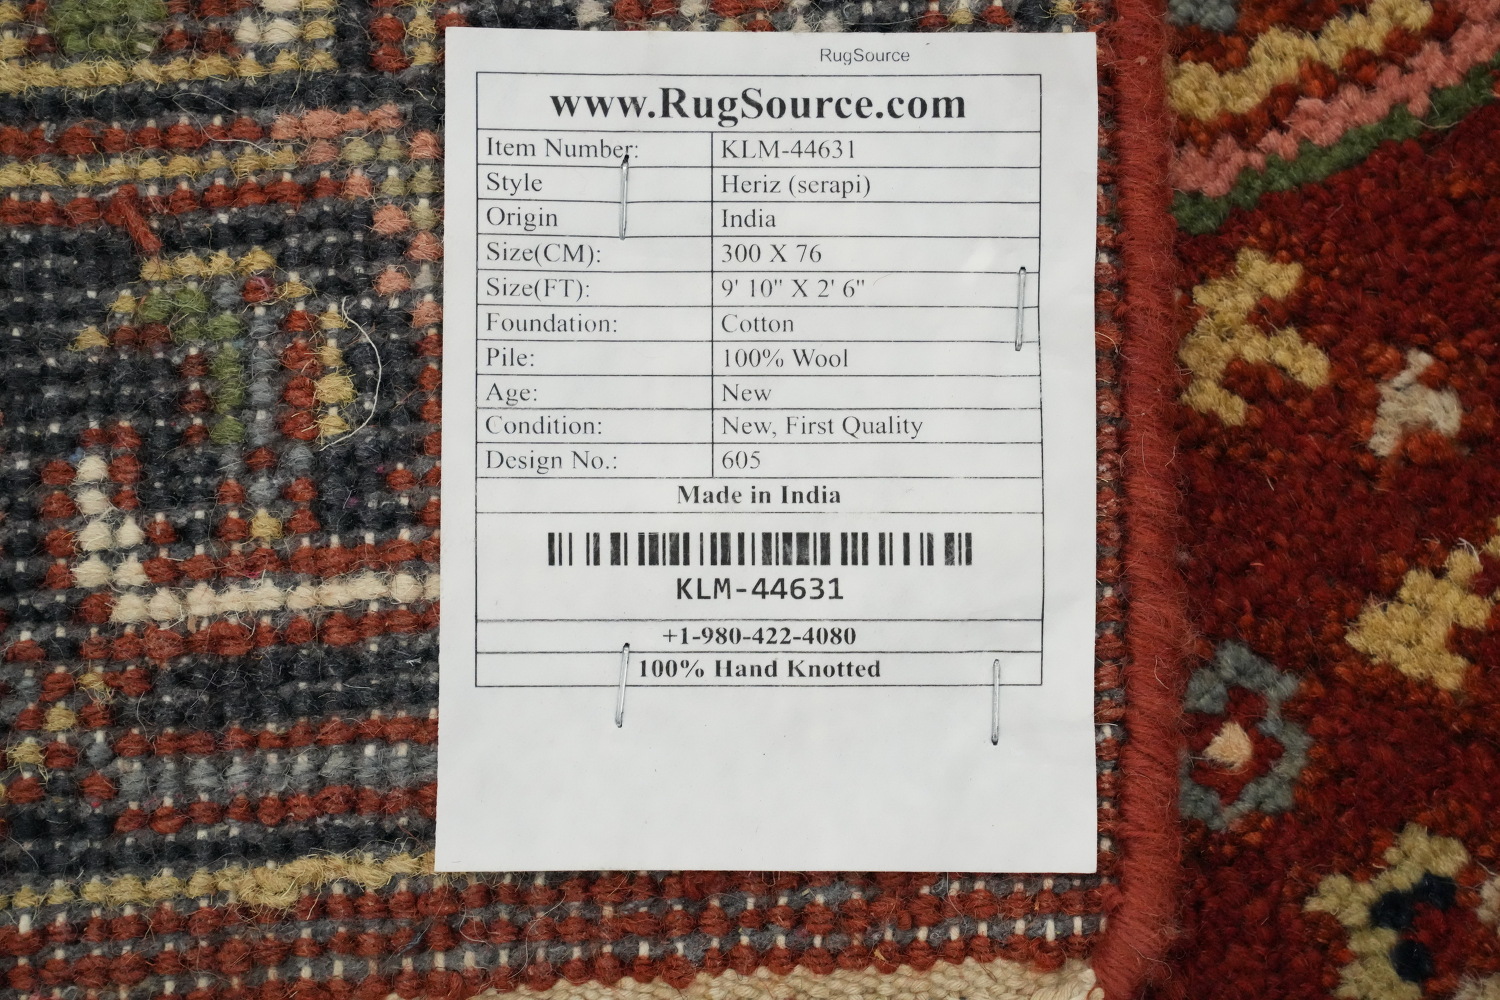 RugSource
www.RugSource.com
Item Number: KLM-44631
Style Heriz (serapi)
Origin India
Size(CM): 300 X 76
Size(FT): 9' 10" X 2' 6"
Foundation: Cotton
Pile: 100% Wool
Age: New
Condition: New, First Quality
Design No.: 605
Made in India
KLM-44631
+1-980-422-4080
100% Hand Knotted